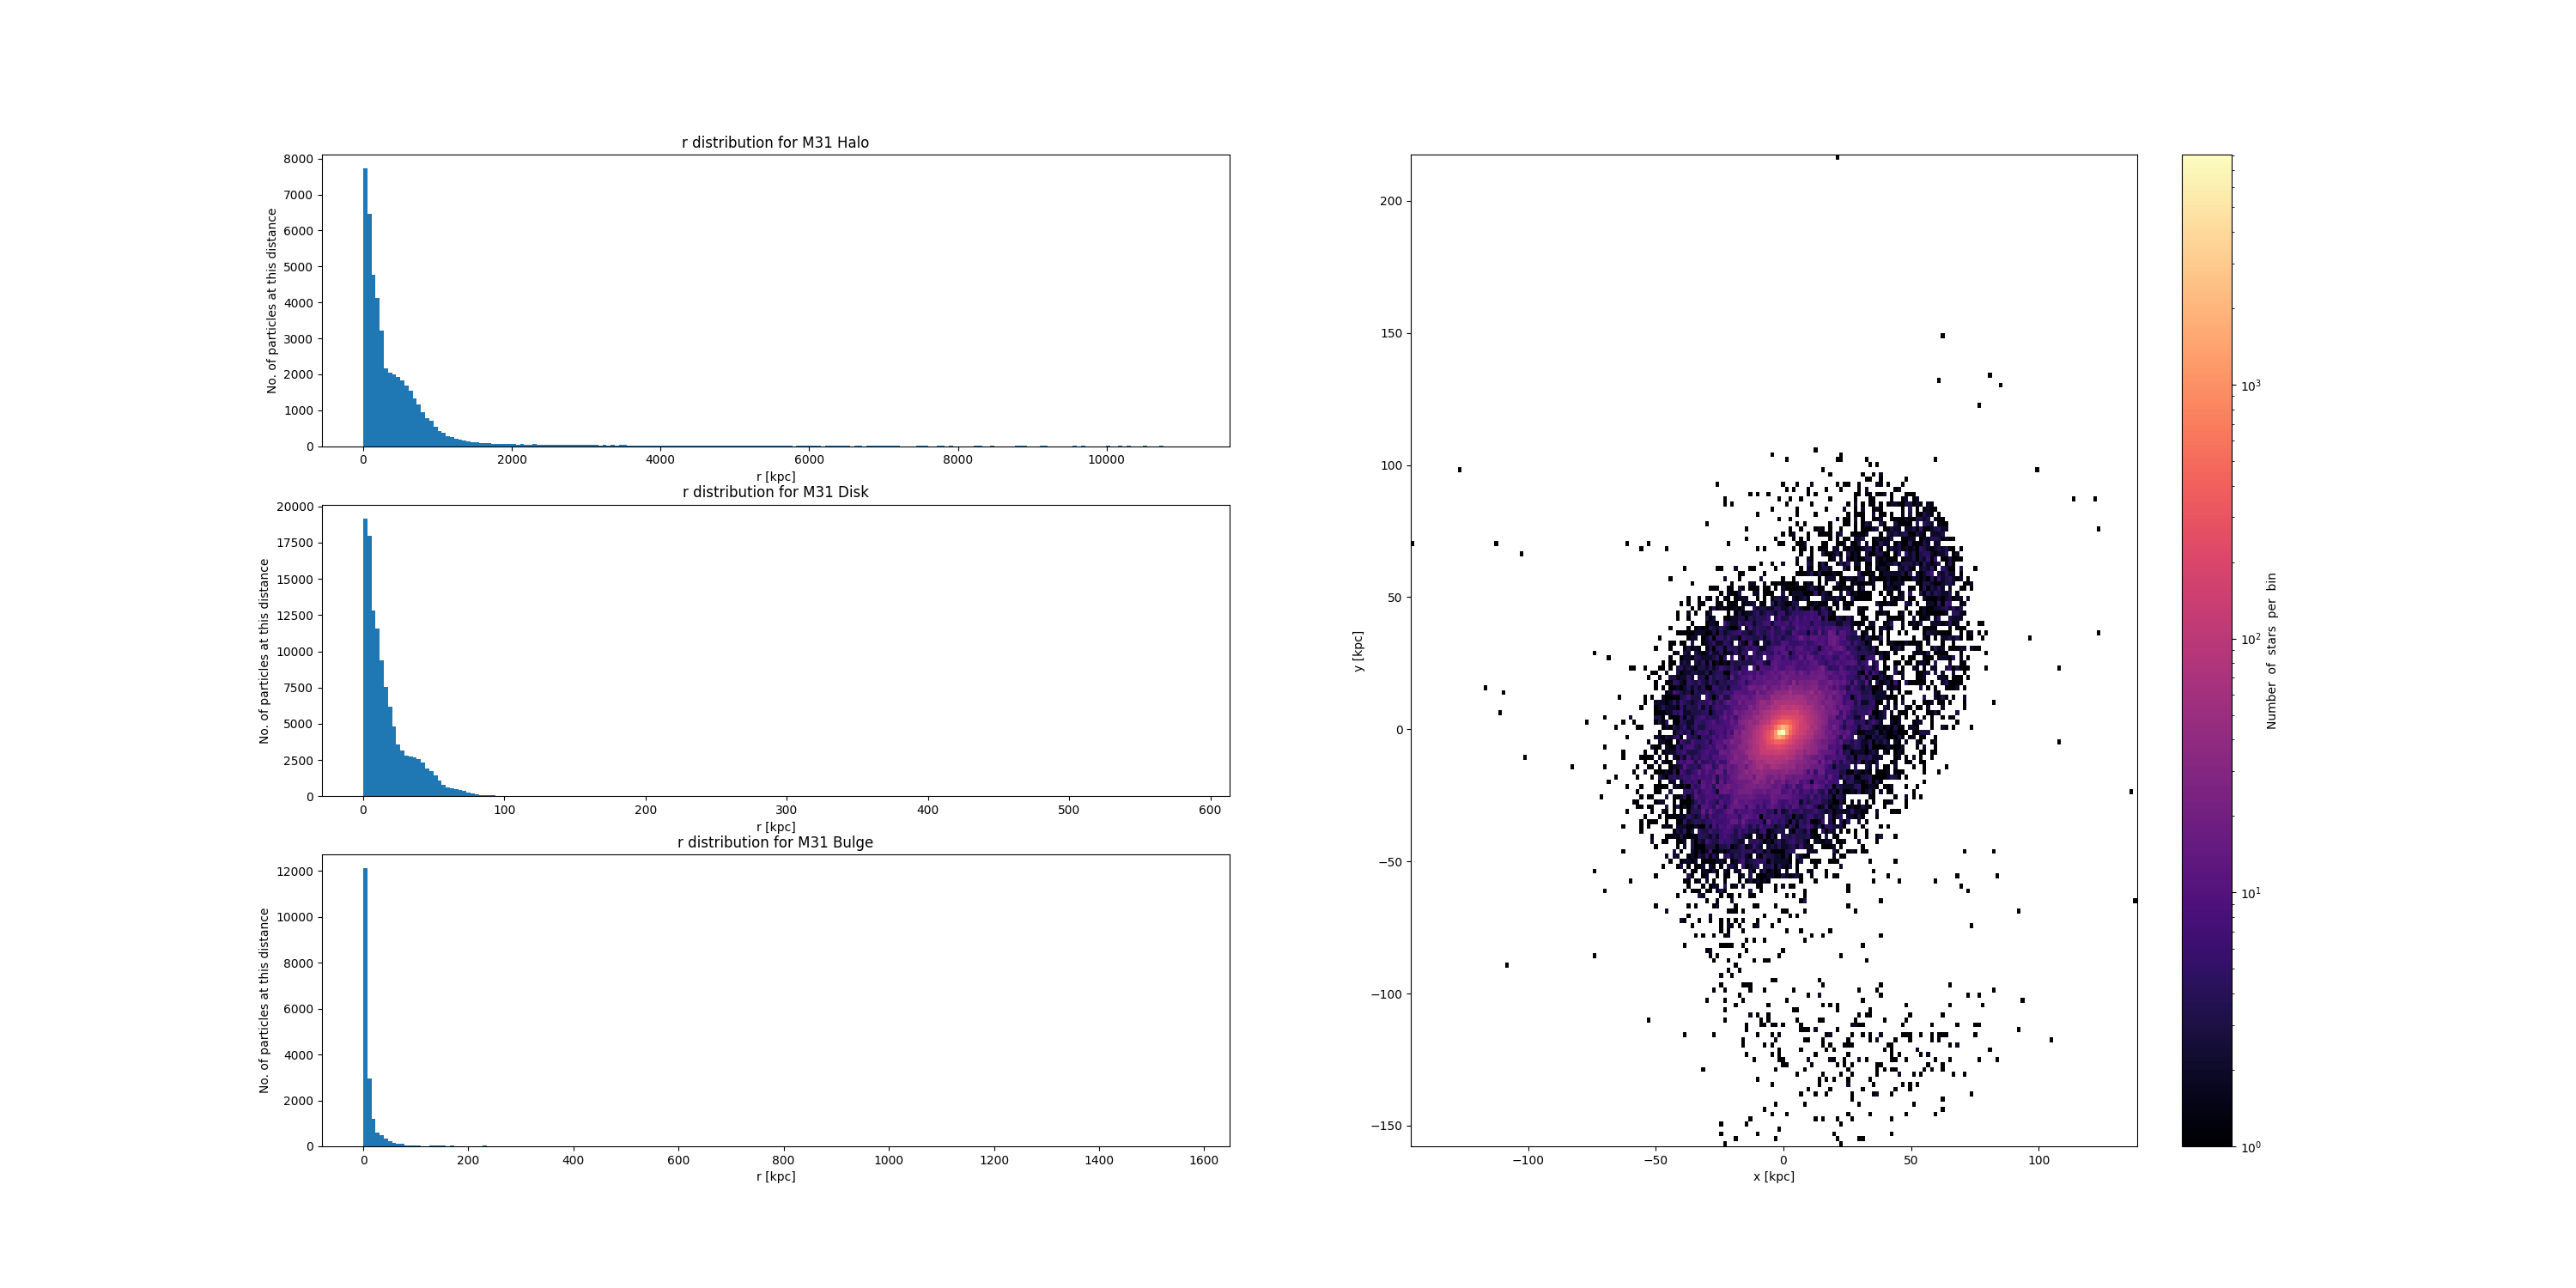 r distribution for M31 Halo
No. of particles at this distance
8000
7000
6000
5000
4000
3000
2000
1000
0
0 2000 4000 6000 8000 10000
r [kpc]
r distribution for M31 Disk
No. of particles at this distance
20000
17500
15000
12500
10000
7500
5000
2500
0
0 100 200 300 400 500 600
r [kpc]
r distribution for M31 Bulge
No. of particles at this distance
12000
10000
8000
6000
4000
2000
0
0 200 400 600 800 1000 1200 1400 1600
r [kpc]
y [kpc]
200
150
100
50
0
−50
−100
−150
−100 −50 0 50 100
x [kpc]
10³
10²
10¹
10⁰
Number of stars per bin